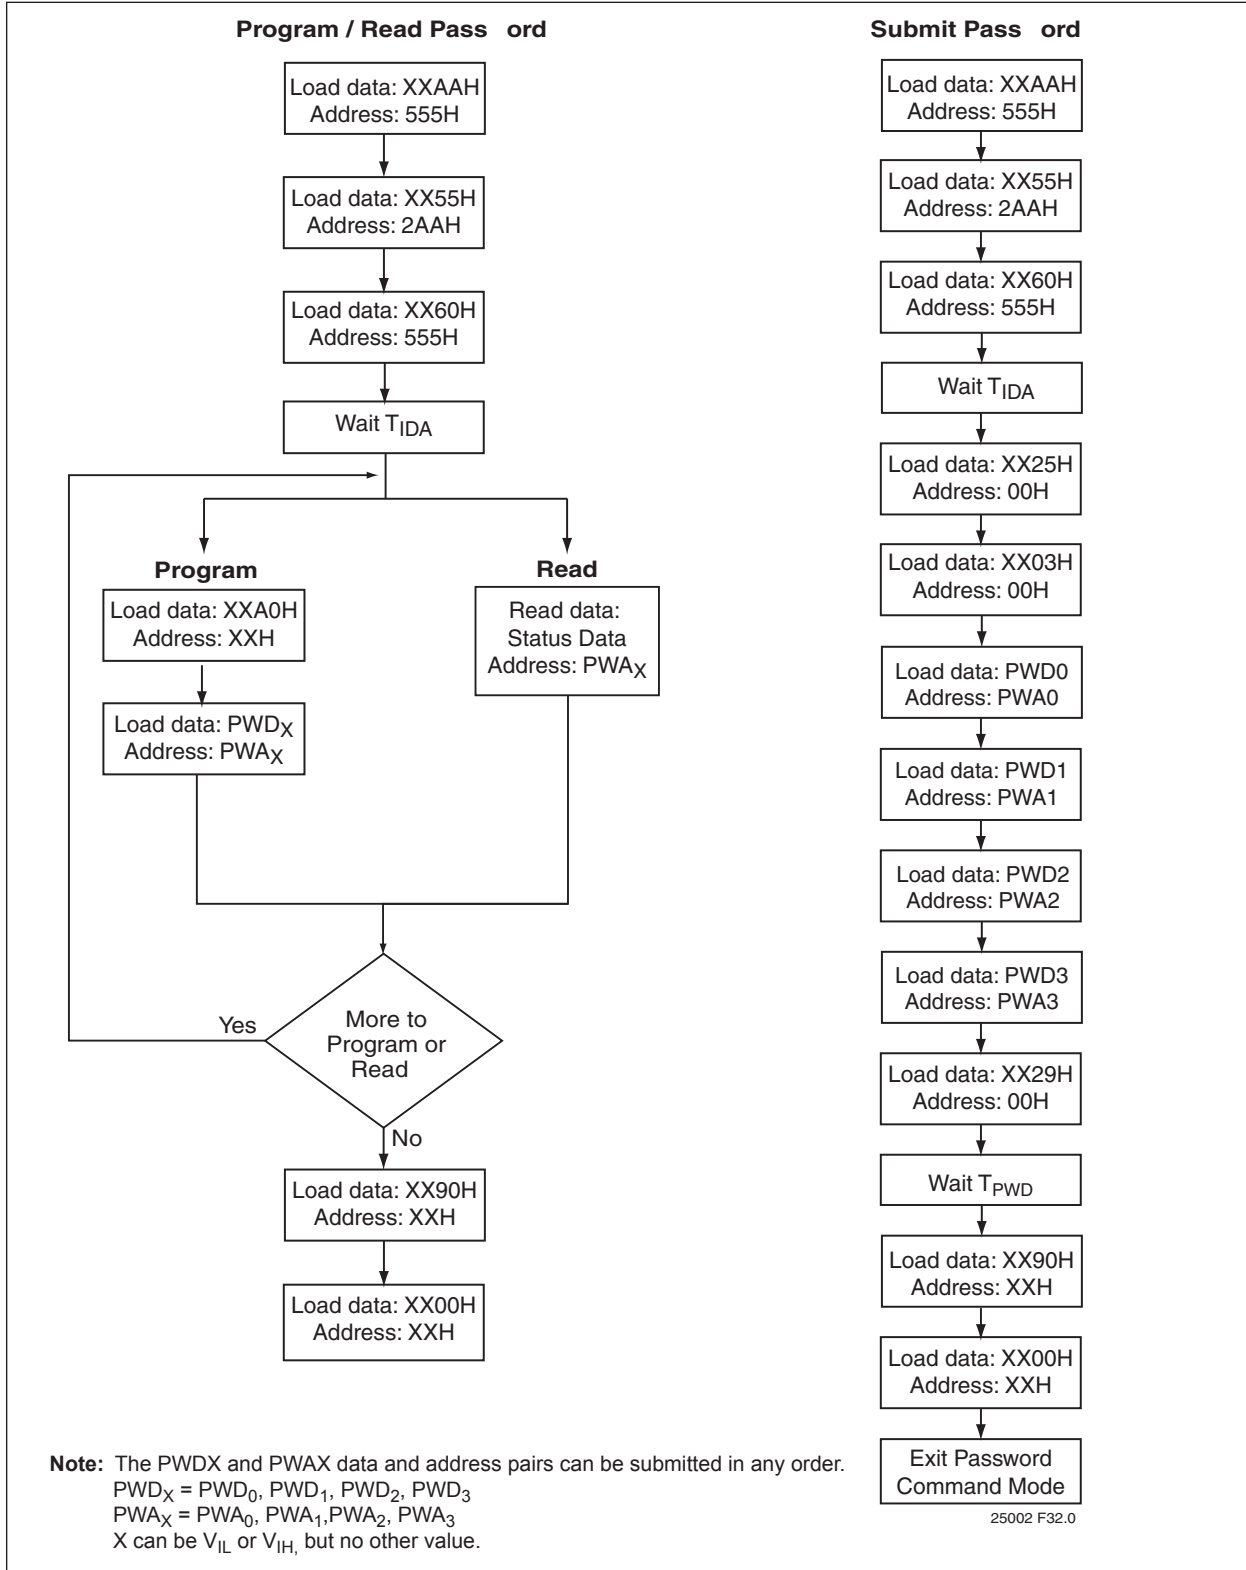 Program / Read Pass ord
Load data: XXAAH
Address: 555H
Load data: XX55H
Address: 2AAH
Load data: XX60H
Address: 555H
Wait TIDA
Program
Load data: XXA0H
Address: XXH
Load data: PWDX
Address: PWAX
Read
Read data:
Status Data
Address: PWAX
More to
Program or
Read
Yes
No
Load data: XX90H
Address: XXH
Load data: XX00H
Address: XXH
Submit Pass ord
Load data: XXAAH
Address: 555H
Load data: XX55H
Address: 2AAH
Load data: XX60H
Address: 555H
Wait TIDA
Load data: XX25H
Address: 00H
Load data: XX03H
Address: 00H
Load data: PWD0
Address: PWA0
Load data: PWD1
Address: PWA1
Load data: PWD2
Address: PWA2
Load data: PWD3
Address: PWA3
Load data: XX29H
Address: 00H
Wait TPWD
Load data: XX90H
Address: XXH
Load data: XX00H
Address: XXH
Exit Password
Command Mode
25002 F32.0
Note: The PWDX and PWAX data and address pairs can be submitted in any order.
PWDX = PWD0, PWD1, PWD2, PWD3
PWAX = PWA0, PWA1,PWA2, PWA3
X can be VIL or VIH, but no other value.